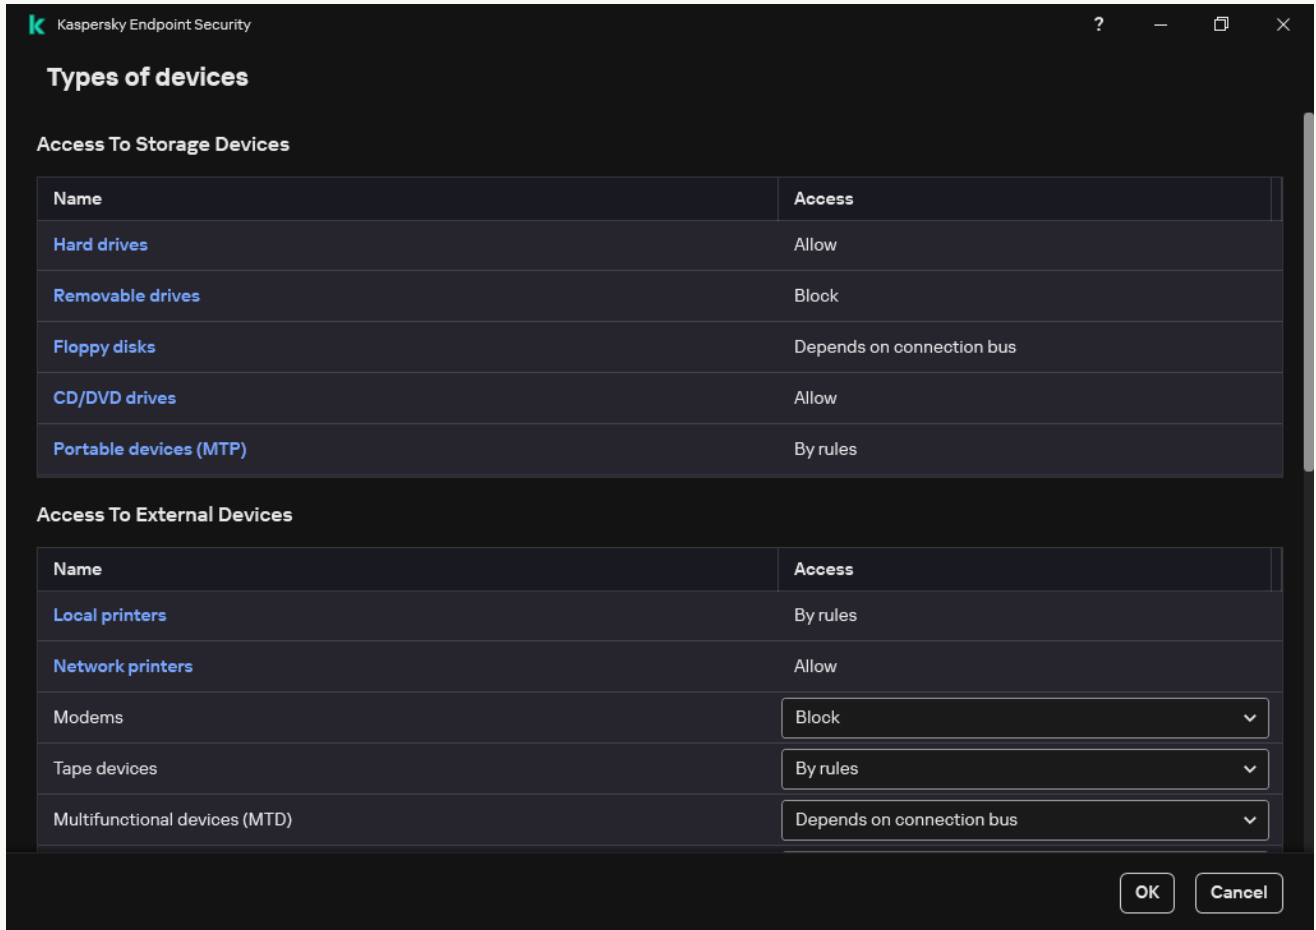 Kaspersky Endpoint Security ?
Types of devices
Access To Storage Devices
Name Access
Hard drives Allow
Removable drives Block
Floppy disks Depends on connection bus
CD/DVD drives Allow
Portable devices (MTP) By rules
Access To External Devices
Name Access
Local printers By rules
Network printers Allow
Modems Block
Tape devices By rules
Multifunctional devices (MTD) Depends on connection bus
OK Cancel